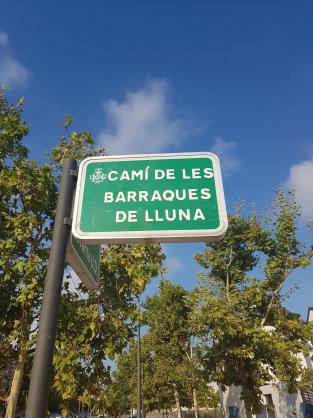 CAMÍ DE LES
BARRAQUES
DE LLUNA